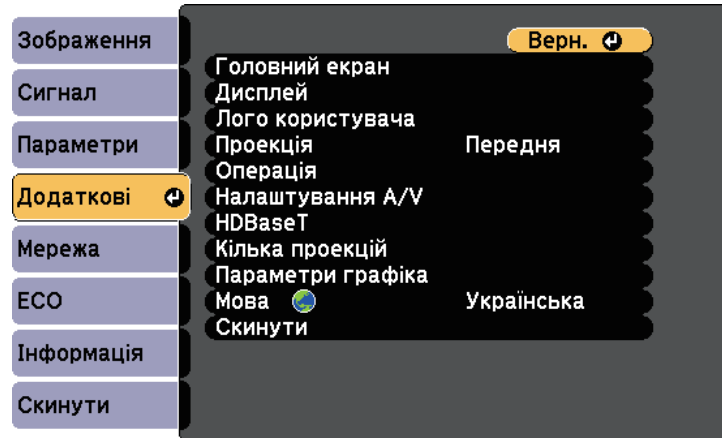 Зображення
Сигнал
Параметри
Додаткові
Мережа
ECO
Інформація
Скинути
Верн.
Головний екран
Дисплей
Лого користувача
Проекція Передня
Операція
Налаштування A/V
HDBaseT
Кілька проекцій
Параметри графіка
Мова Українська
Скинути